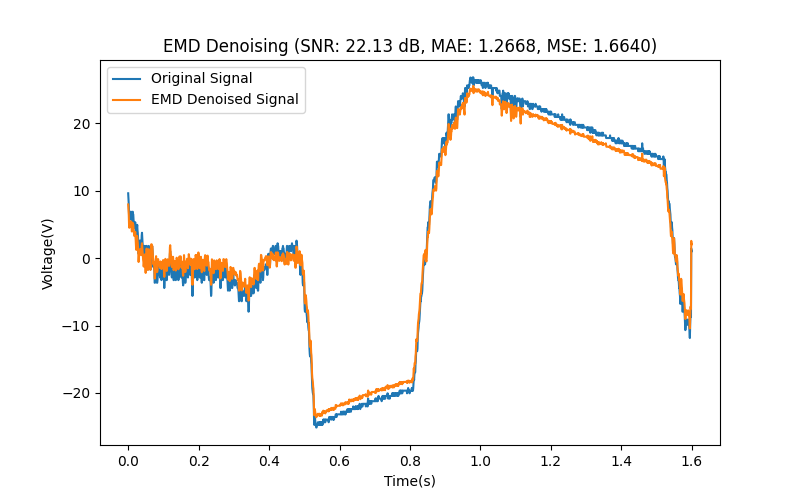 EMD Denoising (SNR: 22.13 dB, MAE: 1.2668, MSE: 1.6640)
Original Signal
EMD Denoised Signal
Voltage(V)
20
10
0
−10
−20
0.0 0.2 0.4 0.6 0.8 1.0 1.2 1.4 1.6
Time(s)